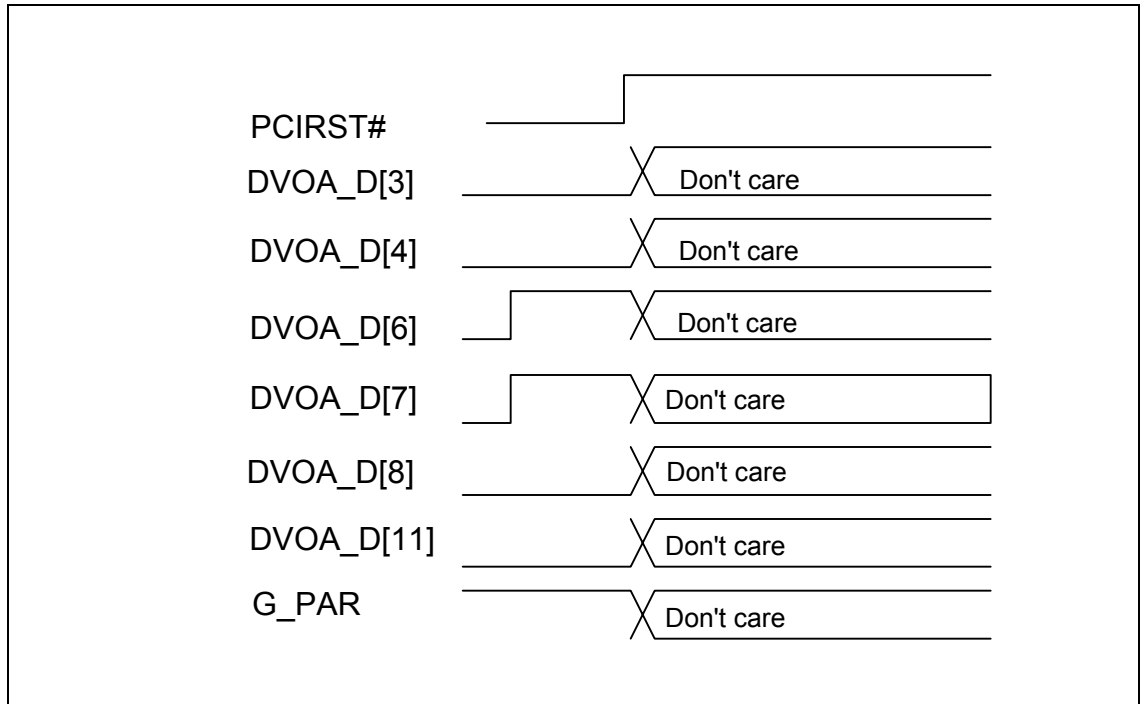 PCIRST#
DVOA_D[3] Don't care
DVOA_D[4] Don't care
DVOA_D[6] Don't care
DVOA_D[7] Don't care
DVOA_D[8] Don't care
DVOA_D[11] Don't care
G_PAR Don't care